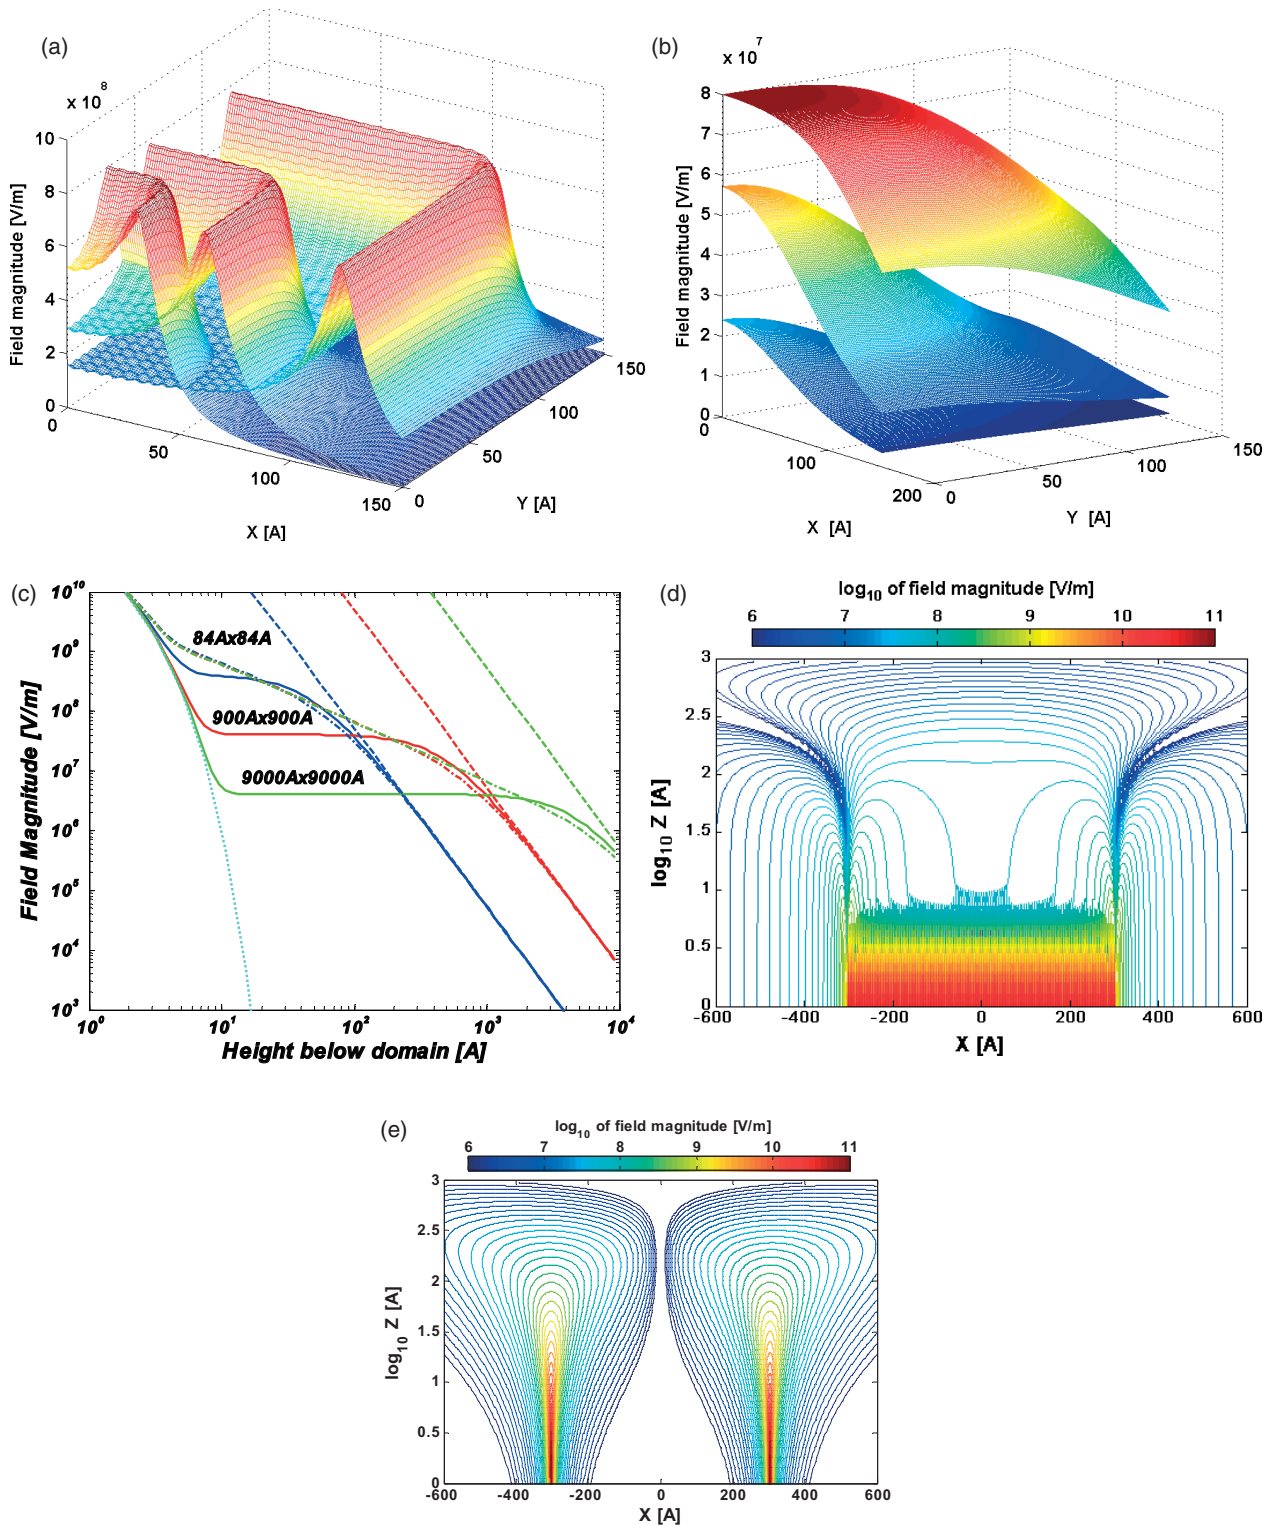 (a)
x 10^8
10
8
6
4
2
0
Field magnitude [V/m]
0
50
100
150
X [A]
0
50
100
150
Y [A]
(b)
x 10^7
8
7
6
5
4
3
2
1
0
Field magnitude [V/m]
0
100
200
X [A]
0
50
100
150
Y [A]
(c)
10^10
10^9
10^8
10^7
10^6
10^5
10^4
10^3
Field Magnitude [V/m]
84Ax84A
900Ax900A
9000Ax9000A
10^0
10^1
10^2
10^3
10^4
Height below domain [A]
(d)
log10 of field magnitude [V/m]
6 7 8 9 10 11
3
2.5
2
1.5
1
0.5
0
log10 Z [A]
-600 -400 -200 0 200 400 600
X [A]
(e)
log10 of field magnitude [V/m]
6 7 8 9 10 11
3
2.5
2
1.5
1
0.5
0
log10 Z [A]
-600 -400 -200 0 200 400 600
X [A]